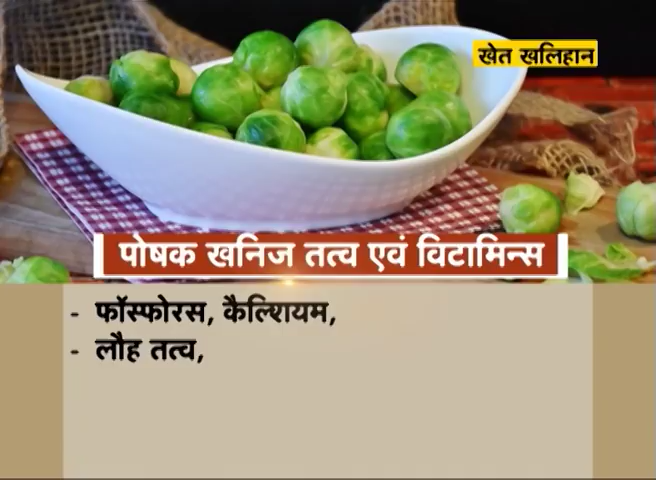 खेत खलिहान
पोषक खनिज तत्व एवं विटामिन्स
- फॉस्फोरस, कैल्शियम,
- लौह तत्व,